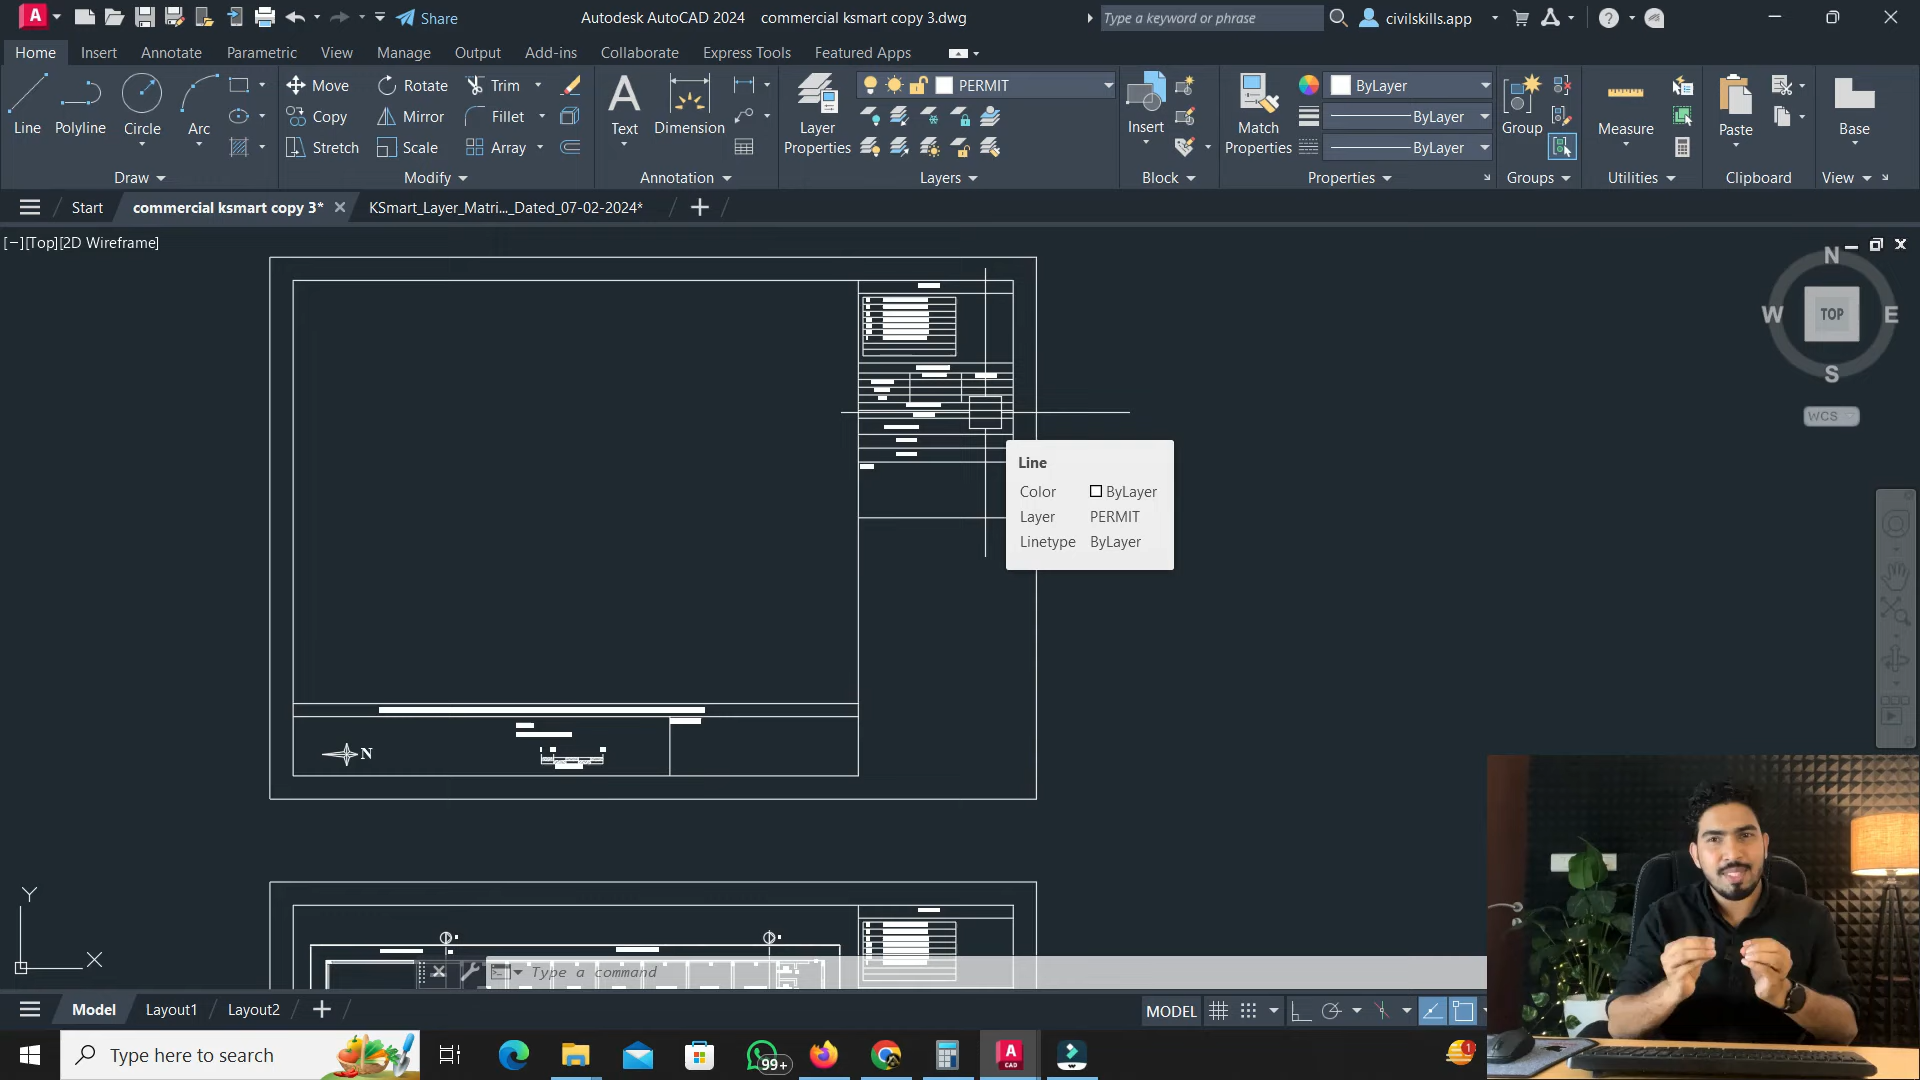 Share
Autodesk AutoCAD 2024 commercial ksmart copy 3.dwg
Type a keyword or phrase
civilskills.app
Home Insert Annotate Parametric View Manage Output Add-ins Collaborate Express Tools Featured Apps
Line
Polyline
Circle
Arc
Draw
Move
Copy
Stretch
Rotate
Mirror
Scale
Trim
Fillet
Array
Modify
Text
Dimension
Annotation
Layer
Properties
PERMIT
Layers
Insert
Block
Match
Properties
ByLayer
ByLayer
ByLayer
Properties
Group
Groups
Measure
Utilities
Paste
Clipboard
Base
View
Start
commercial ksmart copy 3*
KSmart_Layer_Matri..._Dated_07-02-2024*
[−][Top][2D Wireframe]
N
W
TOP
E
S
WCS
Line
Color ByLayer
Layer PERMIT
Linetype ByLayer
N
Y
X
Type a command
Model
Layout1
Layout2
MODEL
Type here to search
99+
A
CAD
1